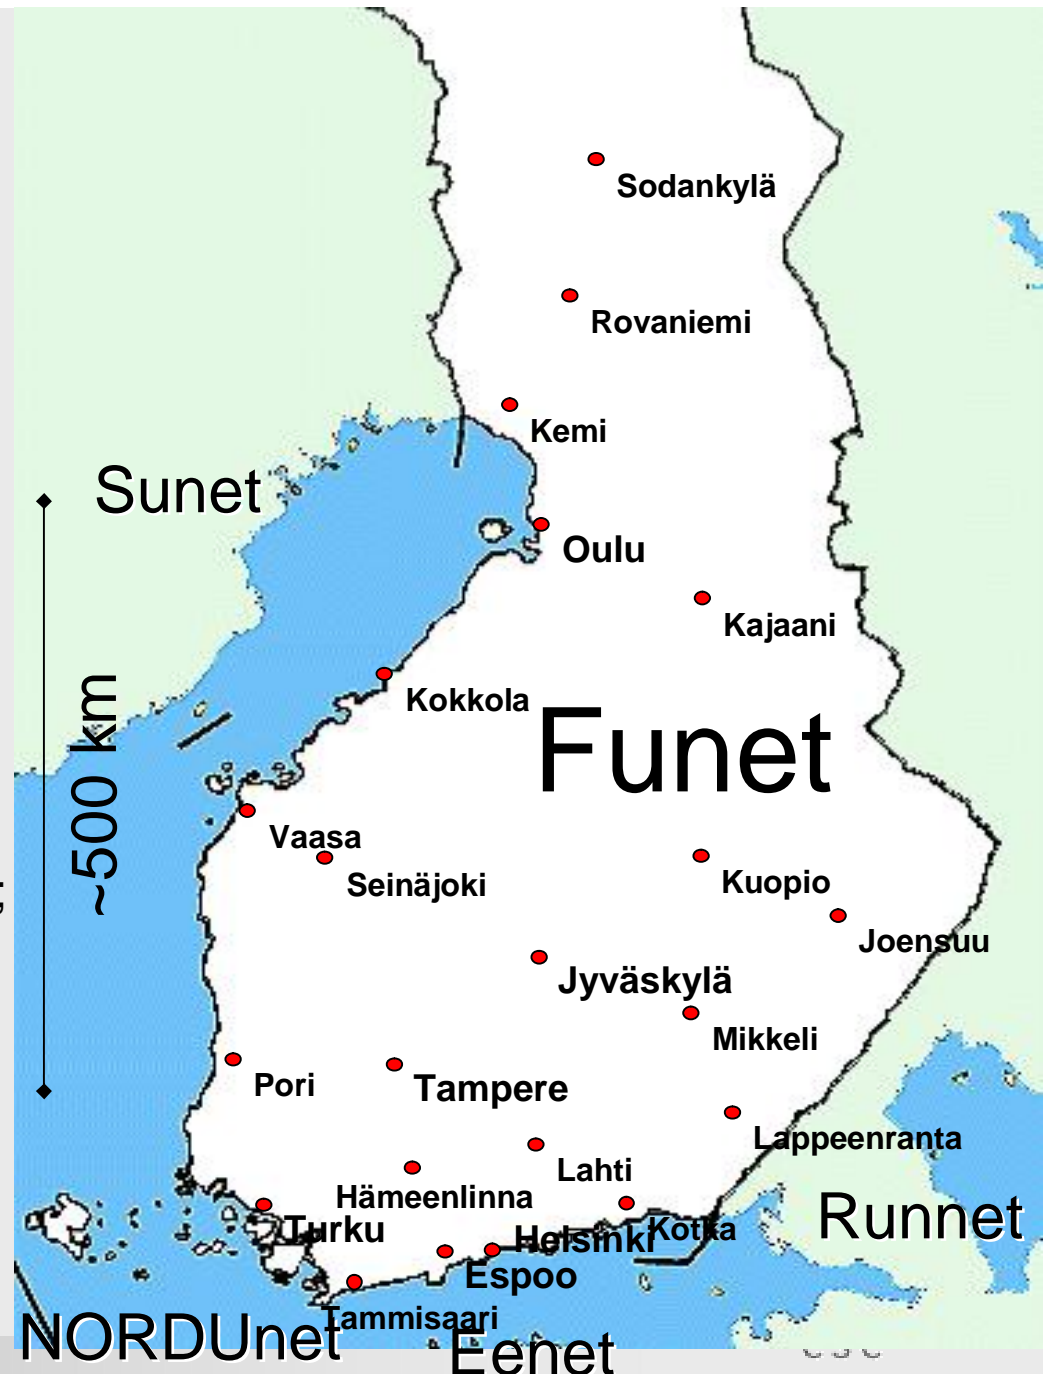 Sodankylä
Rovaniemi
Kemi
Sunet
Oulu
Kajaani
Kokkola
Funet
~500 km
Vaasa
Seinäjoki
Kuopio
Joensuu
Jyväskylä
Mikkeli
Pori
Tampere
Lappeenranta
Lahti
Hämeenlinna
Runnet
Turku
Helsinki
Kotka
Espoo
Tammisaari
NORDUnet
Eenet